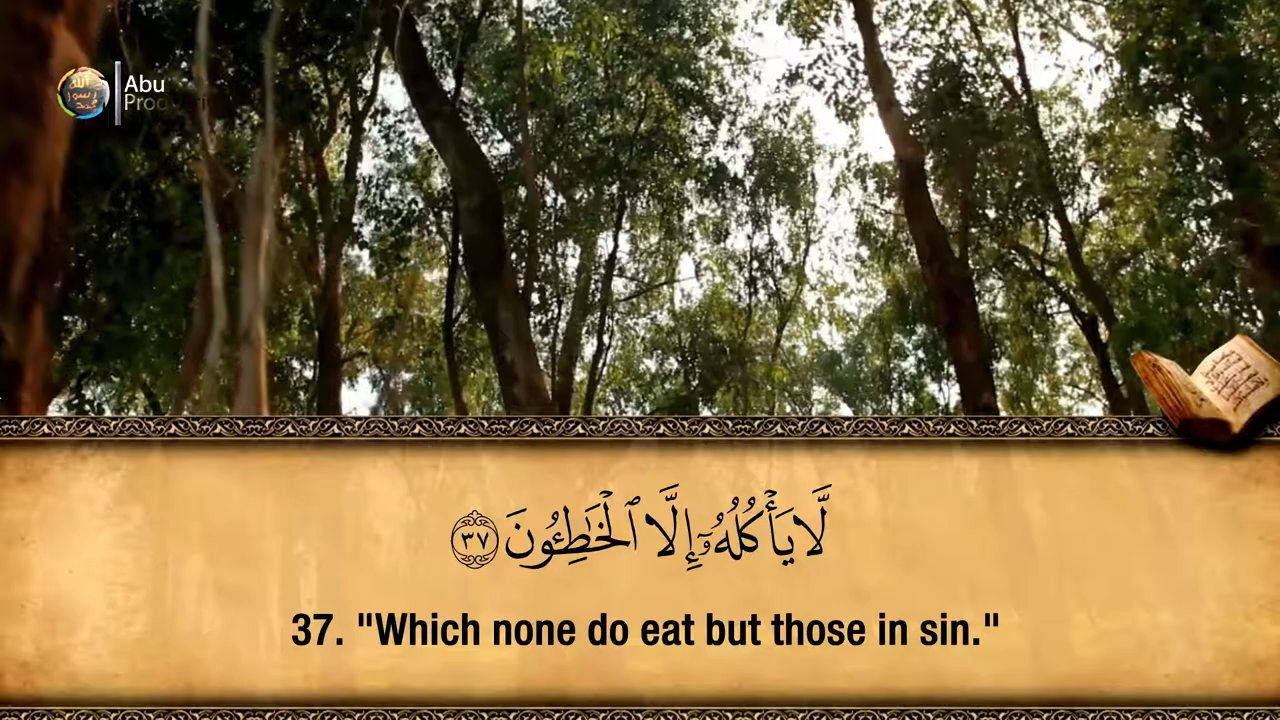 Abu
لَّا يَأْكُلُهُۥٓ إِلَّا ٱلْخَٰطِـُٔونَ ٣٧
37. "Which none do eat but those in sin."